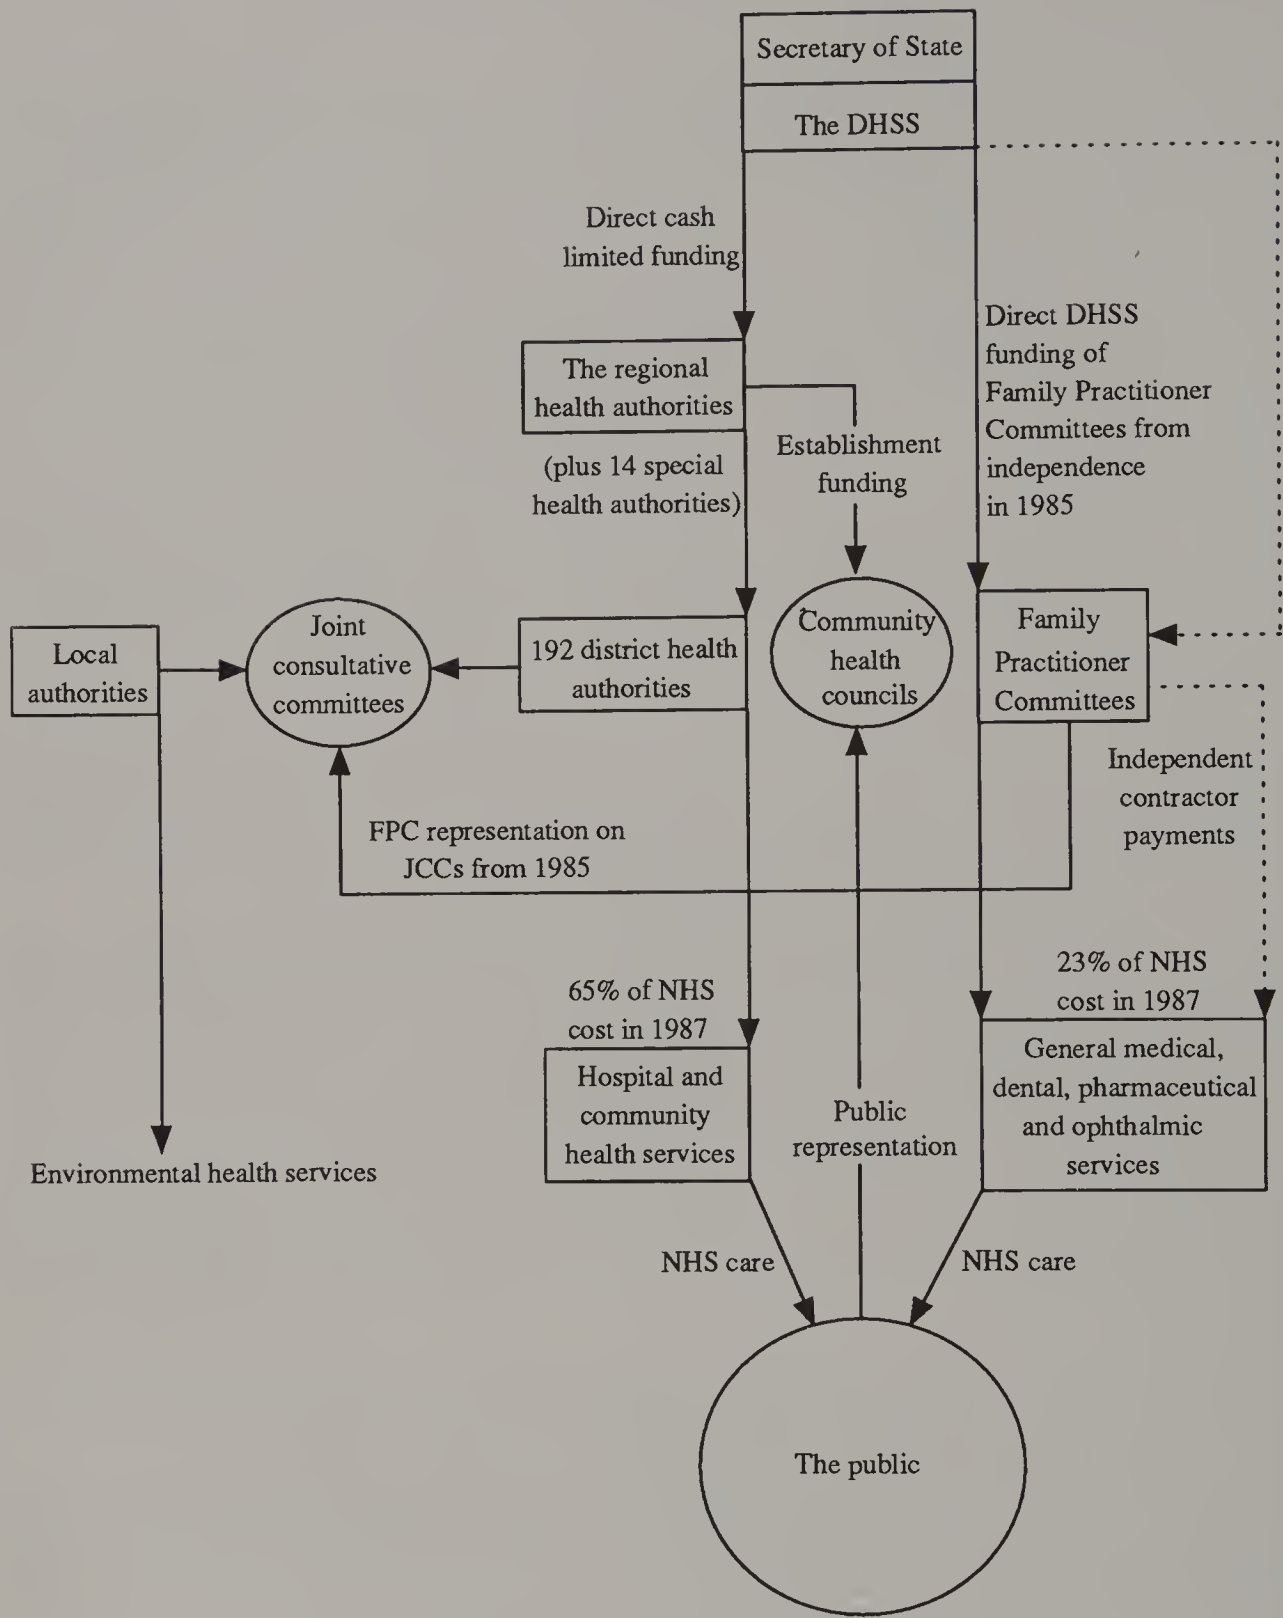 Secretary of State
The DHSS
Direct cash
limited funding
Direct DHSS
funding of
Family Practitioner
Committees from
independence
in 1985
The regional
health authorities
(plus 14 special
health authorities)
Establishment
funding
Local
authorities
Joint
consultative
committees
192 district health
authorities
Community
health
councils
Family
Practitioner
Committees
Independent
contractor
payments
FPC representation on
JCCs from 1985
65% of NHS
cost in 1987
23% of NHS
cost in 1987
Hospital and
community
health services
Public
representation
General medical,
dental, pharmaceutical
and ophthalmic
services
Environmental health services
NHS care
NHS care
The public